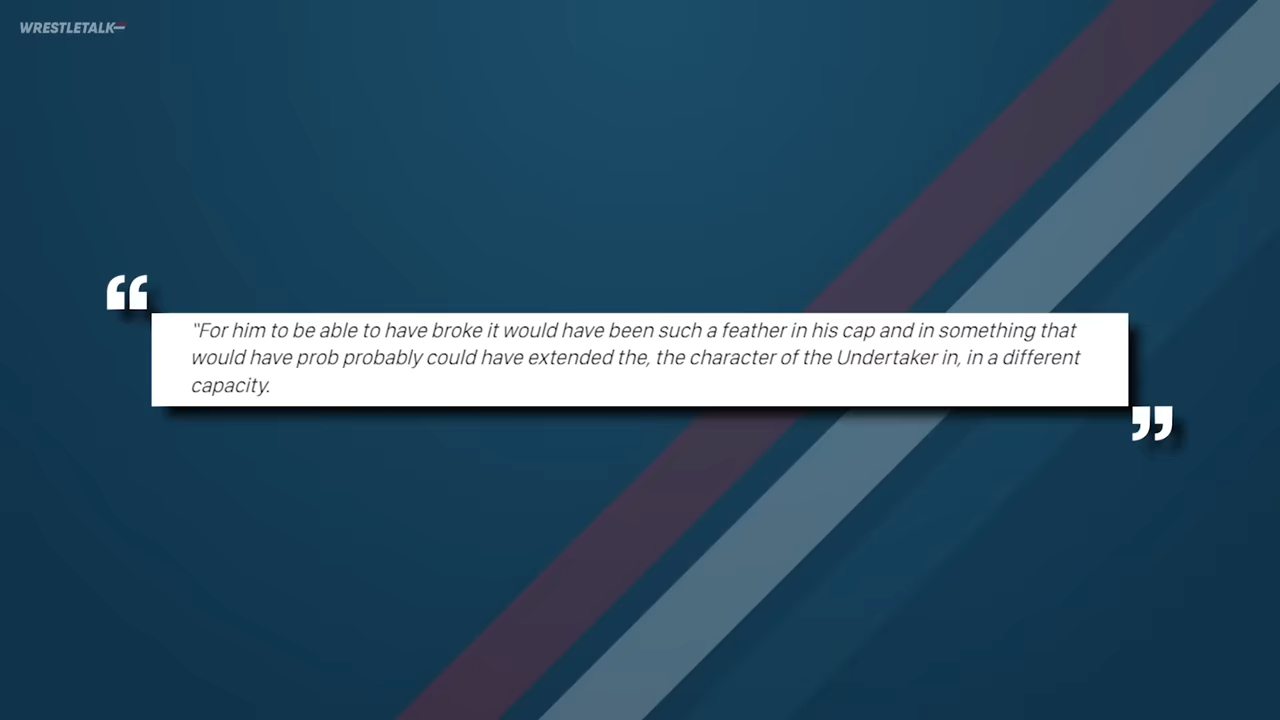 WRESTLETALK
“
"For him to be able to have broke it would have been such a feather in his cap and in something that
would have prob probably could have extended the, the character of the Undertaker in, in a different
capacity.
”